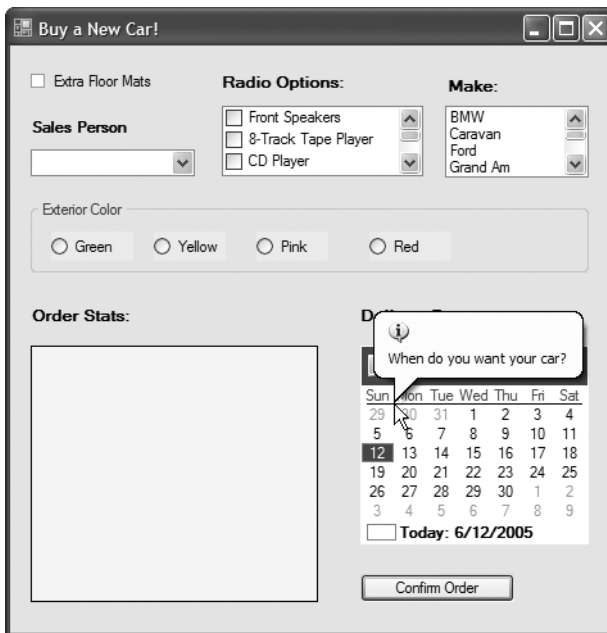 Buy a New Car!
Extra Floor Mats
Radio Options:
Make:
Front Speakers
8-Track Tape Player
CD Player
BMW
Caravan
Ford
Grand Am
Sales Person
Exterior Color
Green Yellow Pink Red
Order Stats:
When do you want your car?
Sun Mon Tue Wed Thu Fri Sat
29 30 31 1 2 3 4
5 6 7 8 9 10 11
12 13 14 15 16 17 18
19 20 21 22 23 24 25
26 27 28 29 30 1 2
3 4 5 6 7 8 9
Today: 6/12/2005
Confirm Order